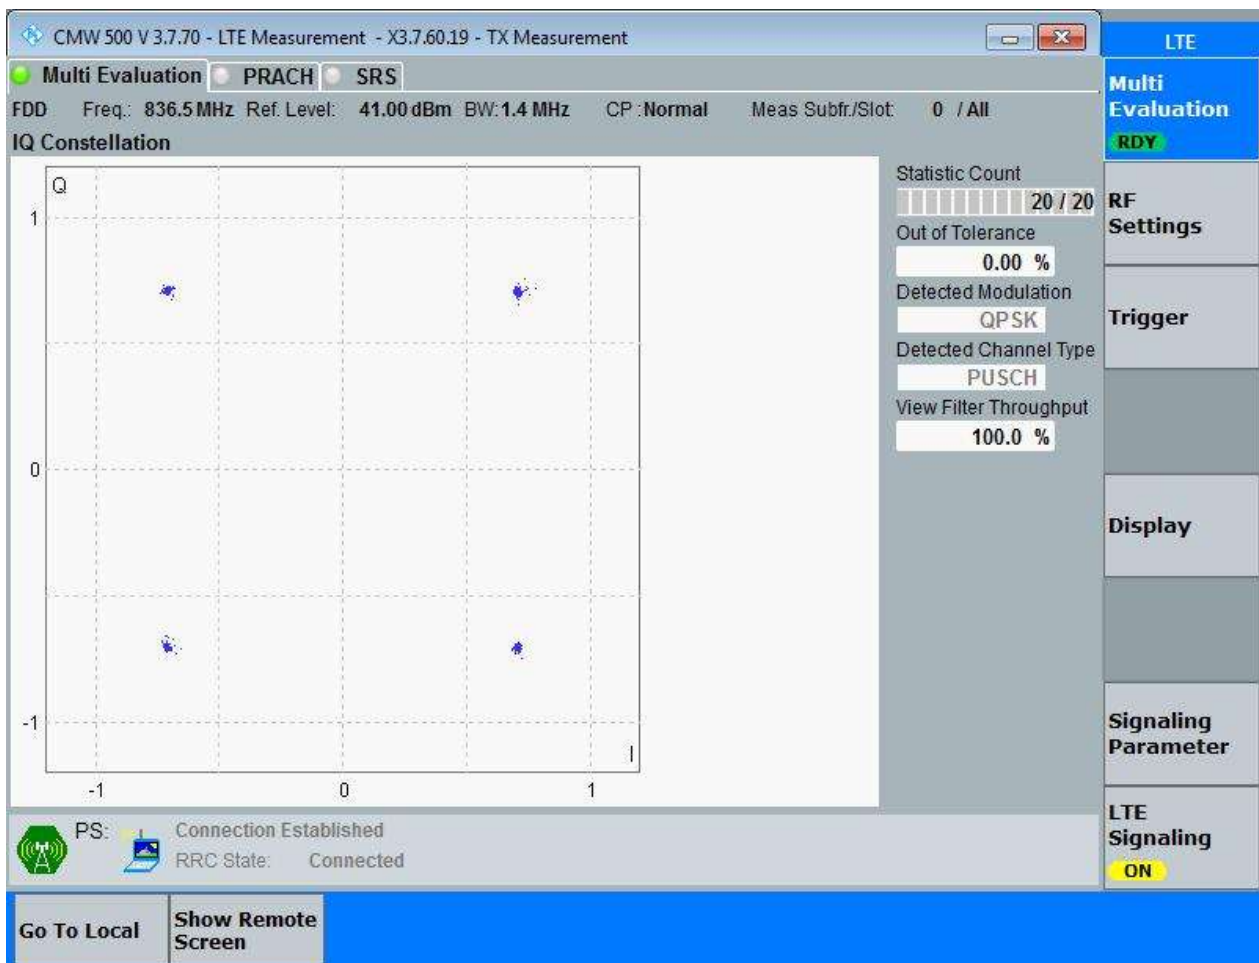 CMW 500 V 3.7.70 - LTE Measurement - X3.7.60.19 - TX Measurement
LTE
Multi Evaluation PRACH SRS
Multi
Evaluation
RDY
FDD Freq.: 836.5 MHz Ref. Level: 41.00 dBm BW: 1.4 MHz CP : Normal Meas Subfr./Slot: 0 / All
IQ Constellation
Q
1
0
-1
-1 0 1
I
Statistic Count
20 / 20
Out of Tolerance
0.00 %
Detected Modulation
QPSK
Detected Channel Type
PUSCH
View Filter Throughput
100.0 %
RF
Settings
Trigger
Display
Signaling
Parameter
LTE
Signaling
ON
PS: Connection Established
RRC State: Connected
Go To Local
Show Remote
Screen